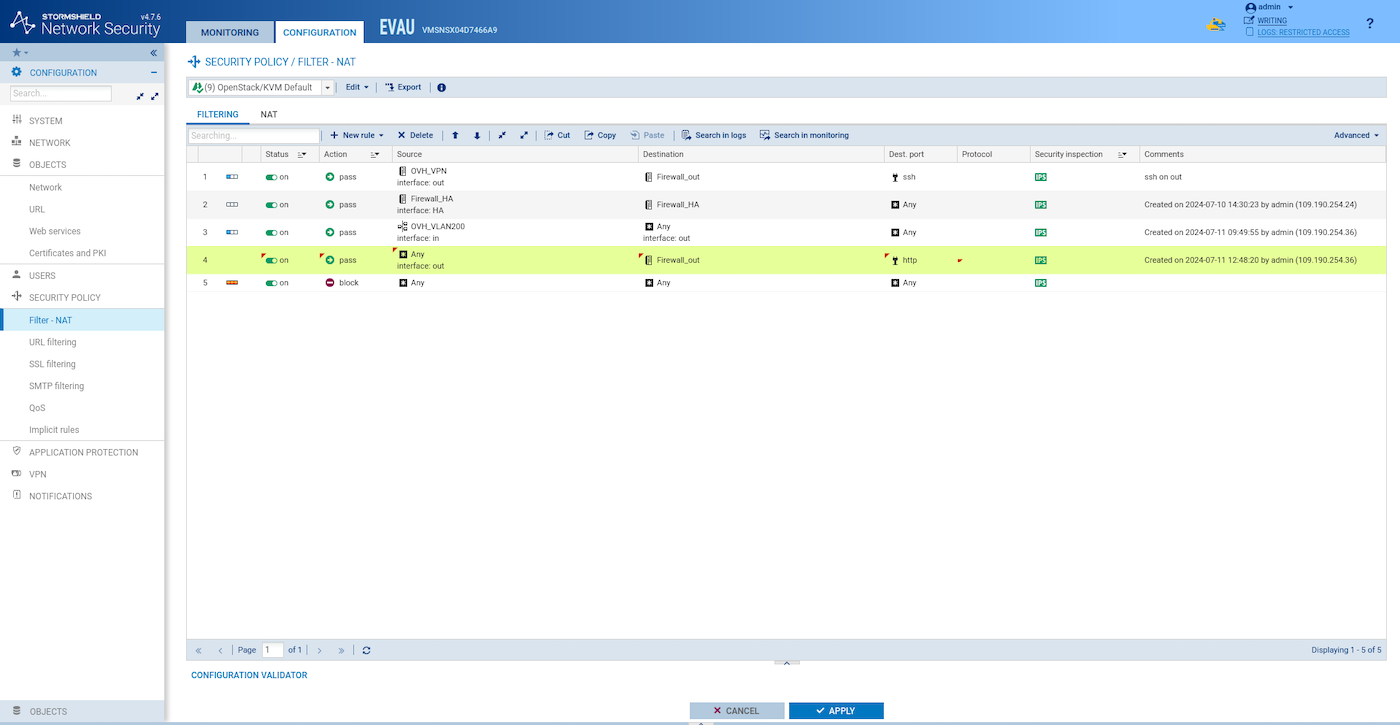 STORMSHIELD v4.7.6
Network Security
MONITORING
CONFIGURATION
EVAU VMSNSX04D7466A9
admin
WRITING
LOGS: RESTRICTED ACCESS
?
CONFIGURATION
Search...
SYSTEM
NETWORK
OBJECTS
Network
URL
Web services
Certificates and PKI
USERS
SECURITY POLICY
Filter - NAT
URL filtering
SSL filtering
SMTP filtering
QoS
Implicit rules
APPLICATION PROTECTION
VPN
NOTIFICATIONS
OBJECTS
SECURITY POLICY / FILTER - NAT
(9) OpenStack/KVM Default Edit Export
FILTERING NAT
Searching... New rule Delete Cut Copy Paste Search in logs Search in monitoring Advanced
Status Action Source Destination Dest. port Protocol Security inspection Comments
1 on pass OVH_VPN Firewall_out ssh IPS ssh on out
interface: out
2 on pass Firewall_HA Firewall_HA Any IPS Created on 2024-07-10 14:30:23 by admin (109.190.254.24)
interface: HA
3 on pass OVH_VLAN200 Any Any IPS Created on 2024-07-11 09:49:55 by admin (109.190.254.36)
interface: in interface: out
4 on pass Any Firewall_out http IPS Created on 2024-07-11 12:48:20 by admin (109.190.254.36)
interface: out
5 on block Any Any Any IPS
Page 1 of 1 Displaying 1 - 5 of 5
CONFIGURATION VALIDATOR
CANCEL APPLY